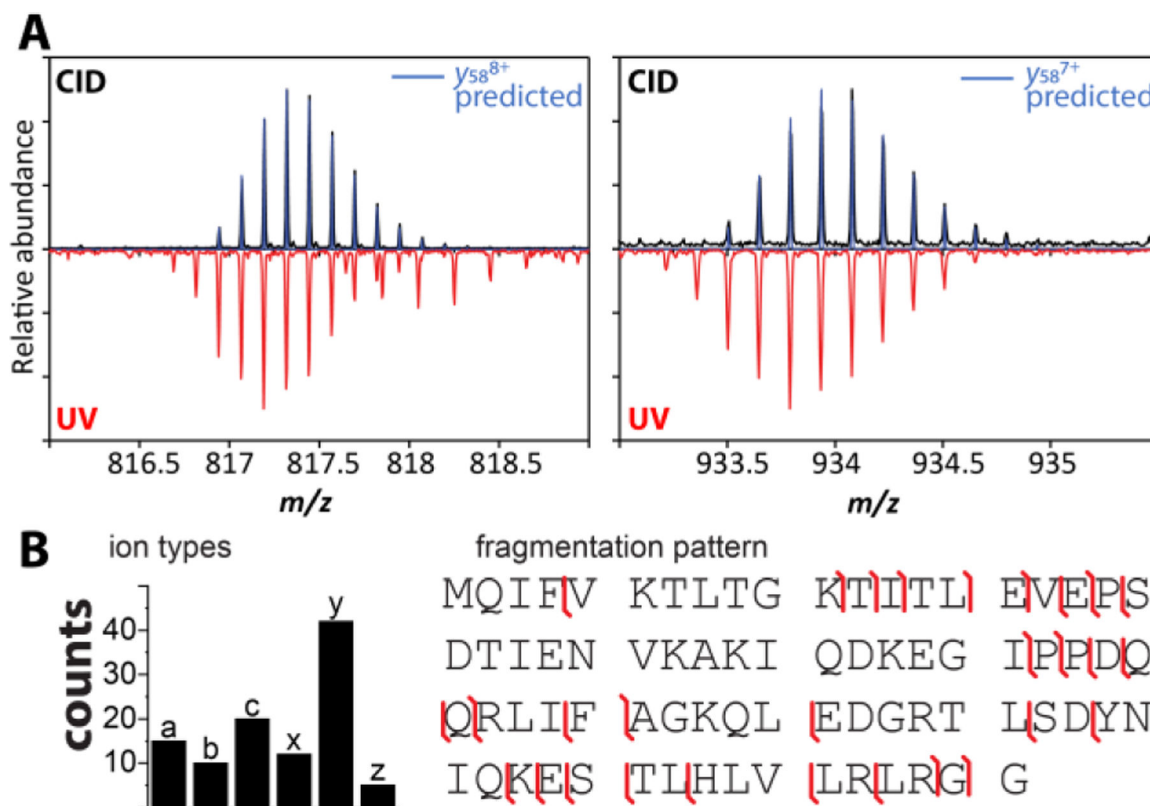 A
CID
y58 8+
predicted
UV
816.5 817 817.5 818 818.5
m/z
Relative abundance
CID
y58 7+
predicted
UV
933.5 934 934.5 935
m/z
B
ion types
counts
40
30
20
10
a b c x y z
fragmentation pattern
MQIFV KTLTG KTITL EVEPS
DTIEN VKAKI QDKEG IPPDQ
QRLIF AGKQL EDGRT LSDYN
IQKES TLHLV LRLRG G